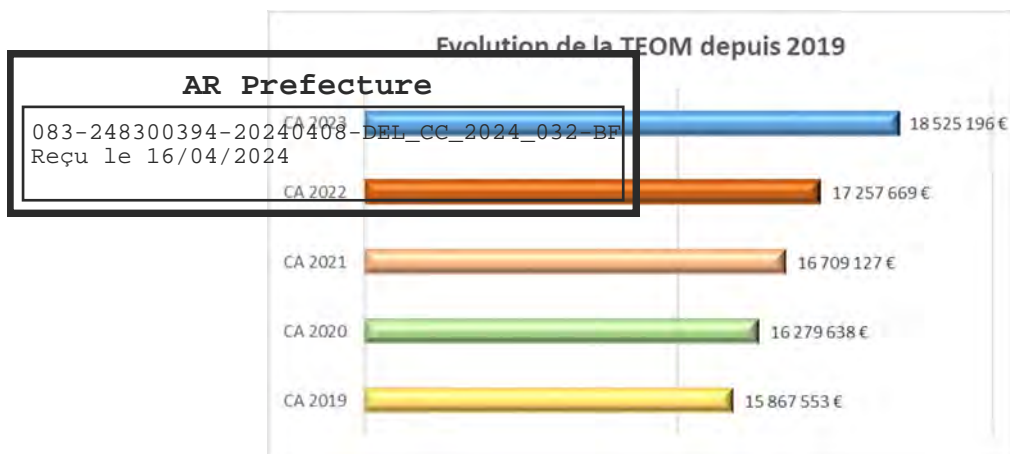 Evolution de la TEOM depuis 2019
AR Prefecture
083-248300394-20240408-DEL_CC_2024_032-BF
Reçu le 16/04/2024
CA 2023
18 525 196 €
CA 2022
17 257 669 €
CA 2021
16 709 127 €
CA 2020
16 279 638 €
CA 2019
15 867 553 €